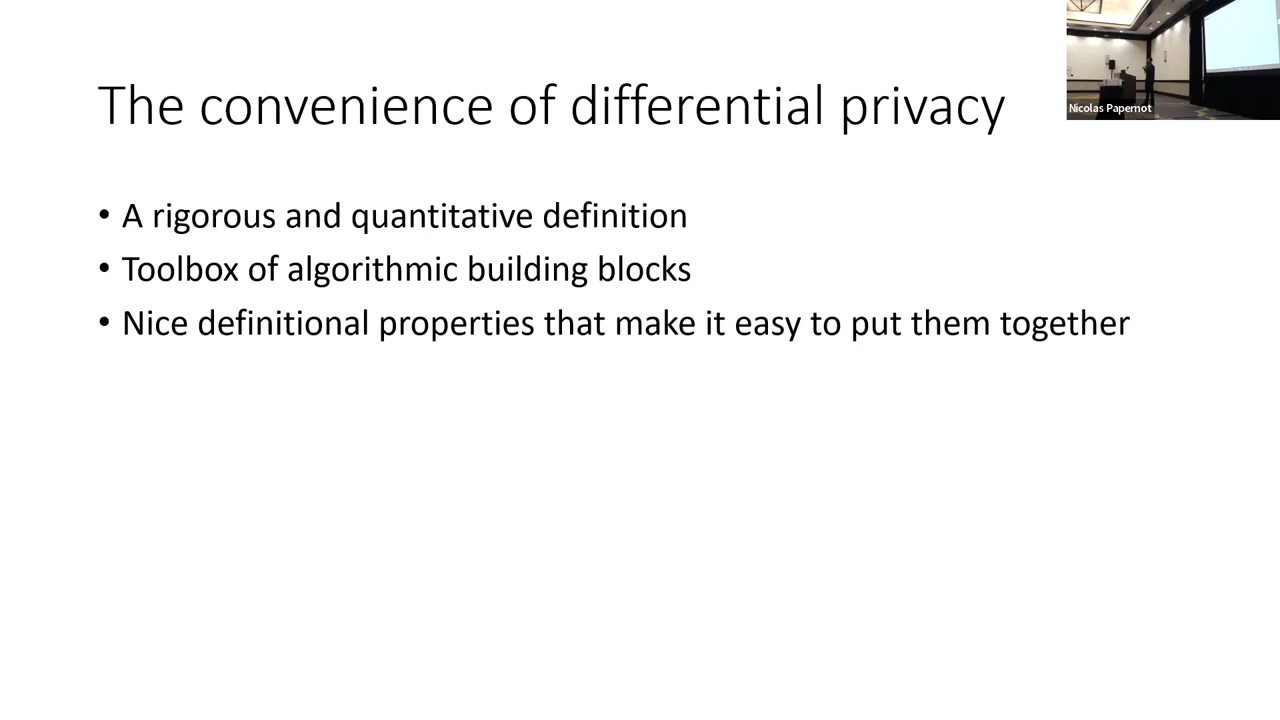 The convenience of differential privacy
Nicolas Papernot
• A rigorous and quantitative definition
• Toolbox of algorithmic building blocks
• Nice definitional properties that make it easy to put them together